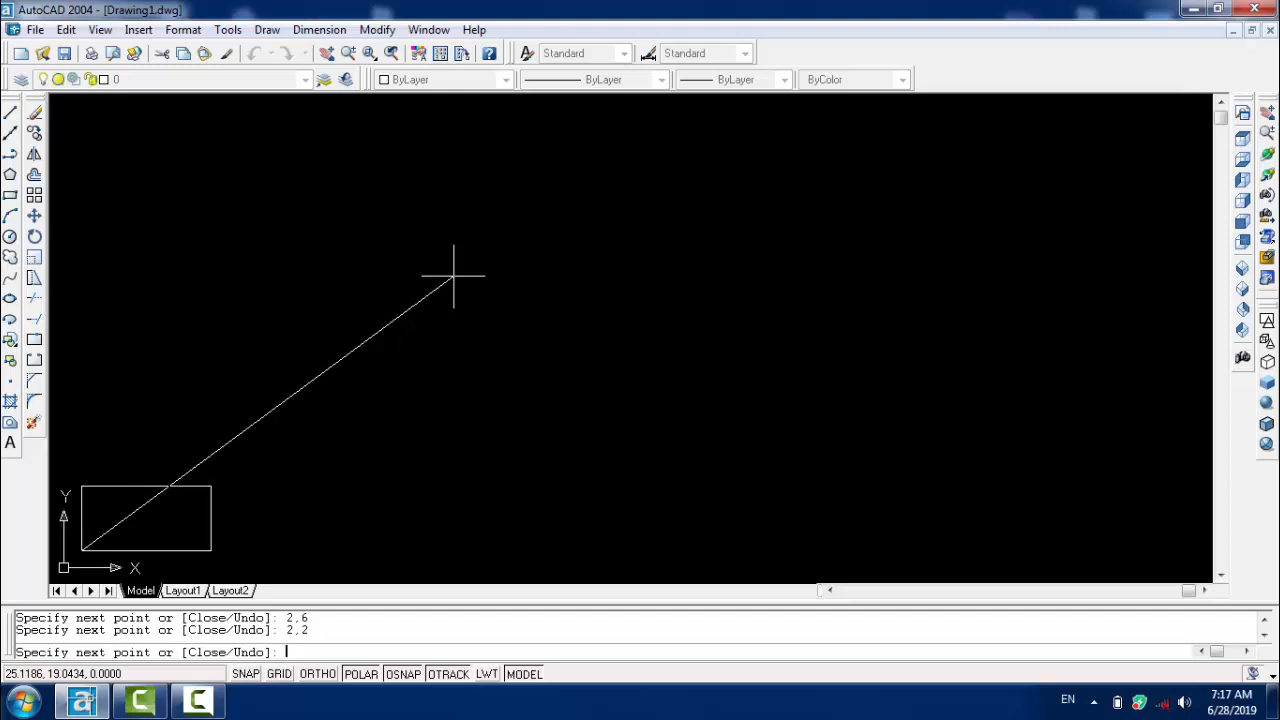 AutoCAD 2004 - [Drawing1.dwg]
File Edit View Insert Format Tools Draw Dimension Modify Window Help
Standard Standard
0 ByLayer ByLayer ByLayer ByColor
A
Y
X
Model Layout1 Layout2
Specify next point or [Close/Undo]: 2,6
Specify next point or [Close/Undo]: 2,2
Specify next point or [Close/Undo]:
25.1186, 19.0434, 0.0000 SNAP GRID ORTHO POLAR OSNAP OTRACK LWT MODEL
EN 7:17 AM
6/28/2019